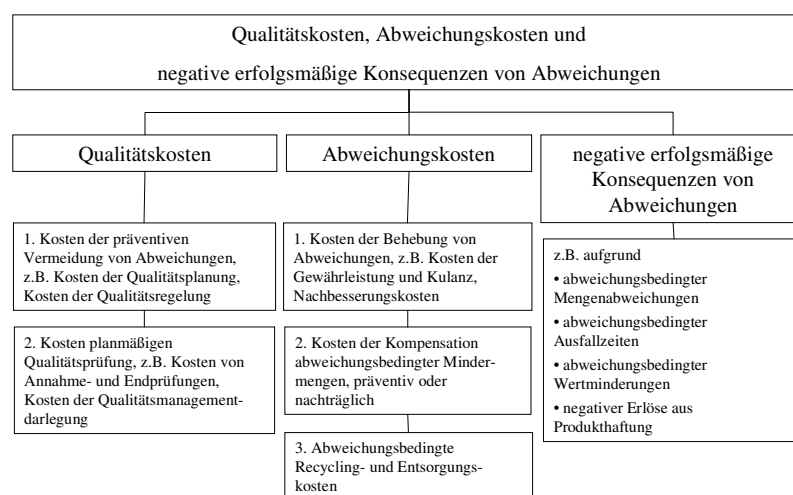 Qualitätskosten, Abweichungskosten und
negative erfolgsmäßige Konsequenzen von Abweichungen
Qualitätskosten
1. Kosten der präventiven
Vermeidung von Abweichungen,
z.B. Kosten der Qualitätsplanung,
Kosten der Qualitätsregelung
2. Kosten planmäßigen
Qualitätsprüfung, z.B. Kosten von
Annahme- und Endprüfungen,
Kosten der Qualitätsmanagement-
darlegung
Abweichungskosten
1. Kosten der Behebung von
Abweichungen, z.B. Kosten der
Gewährleistung und Kulanz,
Nachbesserungskosten
2. Kosten der Kompensation
abweichungsbedingter Minder-
mengen, präventiv oder
nachträglich
3. Abweichungsbedingte
Recycling- und Entsorgungs-
kosten
negative erfolgsmäßige
Konsequenzen von
Abweichungen
z.B. aufgrund
• abweichungsbedingter
Mengenabweichungen
• abweichungsbedingter
Ausfallzeiten
• abweichungsbedingter
Wertminderungen
• negativer Erlöse aus
Produkthaftung